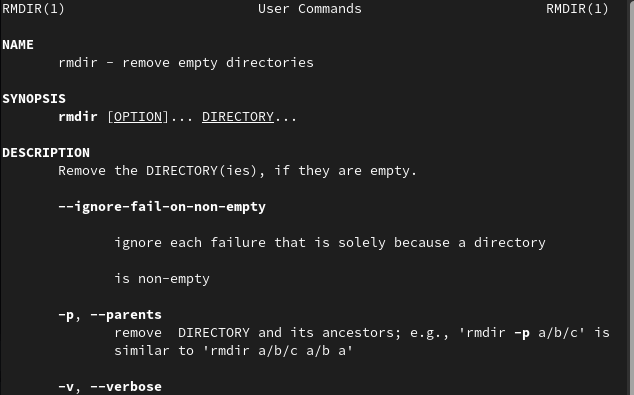 RMDIR(1) User Commands RMDIR(1)
NAME
rmdir - remove empty directories
SYNOPSIS
rmdir [OPTION]... DIRECTORY...
DESCRIPTION
Remove the DIRECTORY(ies), if they are empty.
--ignore-fail-on-non-empty
ignore each failure that is solely because a directory
is non-empty
-p, --parents
remove  DIRECTORY and its ancestors; e.g., 'rmdir -p a/b/c' is
similar to 'rmdir a/b/c a/b a'
-v, --verbose